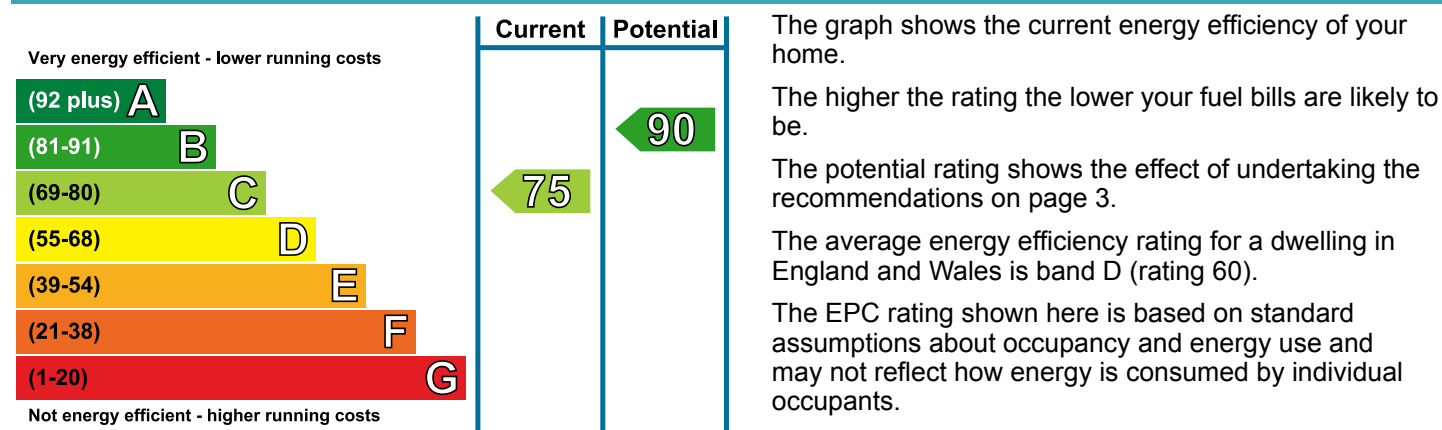 Current Potential
Very energy efficient - lower running costs
(92 plus) A
(81-91) B
(69-80) C
(55-68) D
(39-54) E
(21-38) F
(1-20) G
Not energy efficient - higher running costs
75
90
The graph shows the current energy efficiency of your
home.
The higher the rating the lower your fuel bills are likely to
be.
The potential rating shows the effect of undertaking the
recommendations on page 3.
The average energy efficiency rating for a dwelling in
England and Wales is band D (rating 60).
The EPC rating shown here is based on standard
assumptions about occupancy and energy use and
may not reflect how energy is consumed by individual
occupants.